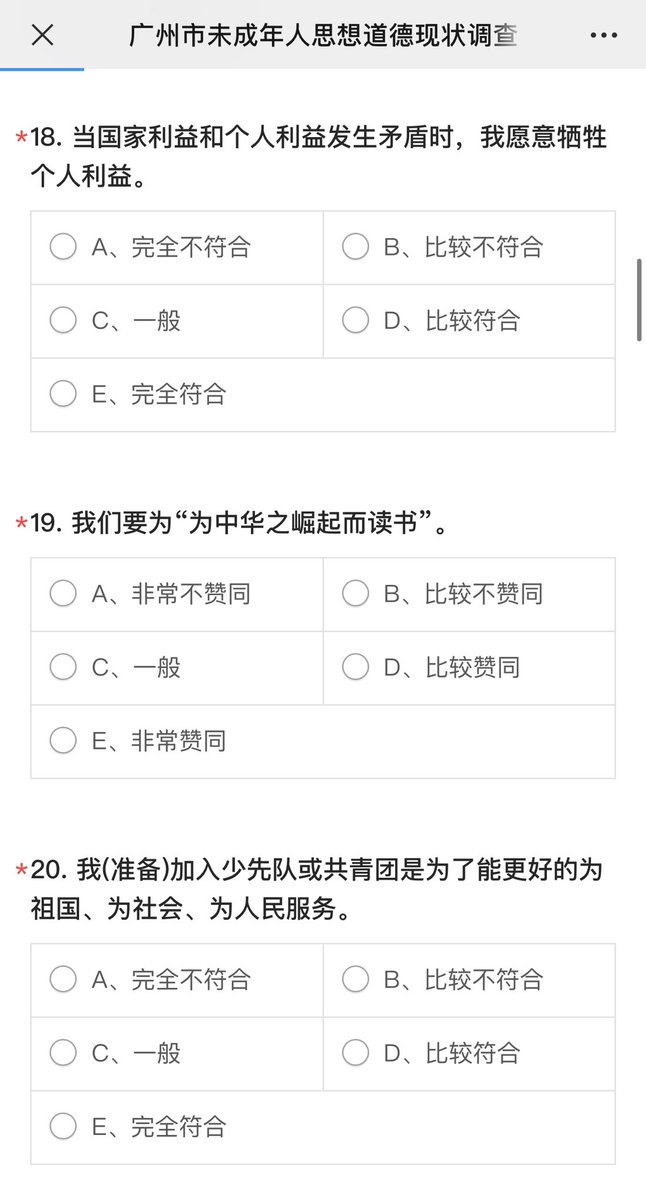 广州市未成年人思想道德现状调查
*18. 当国家利益和个人利益发生矛盾时，我愿意牺牲
个人利益。
A、完全不符合
B、比较不符合
C、一般
D、比较符合
E、完全符合
*19. 我们要为“为中华之崛起而读书”。
A、非常不赞同
B、比较不赞同
C、一般
D、比较赞同
E、非常赞同
*20. 我(准备)加入少先队或共青团是为了能更好的为
祖国、为社会、为人民服务。
A、完全不符合
B、比较不符合
C、一般
D、比较符合
E、完全符合